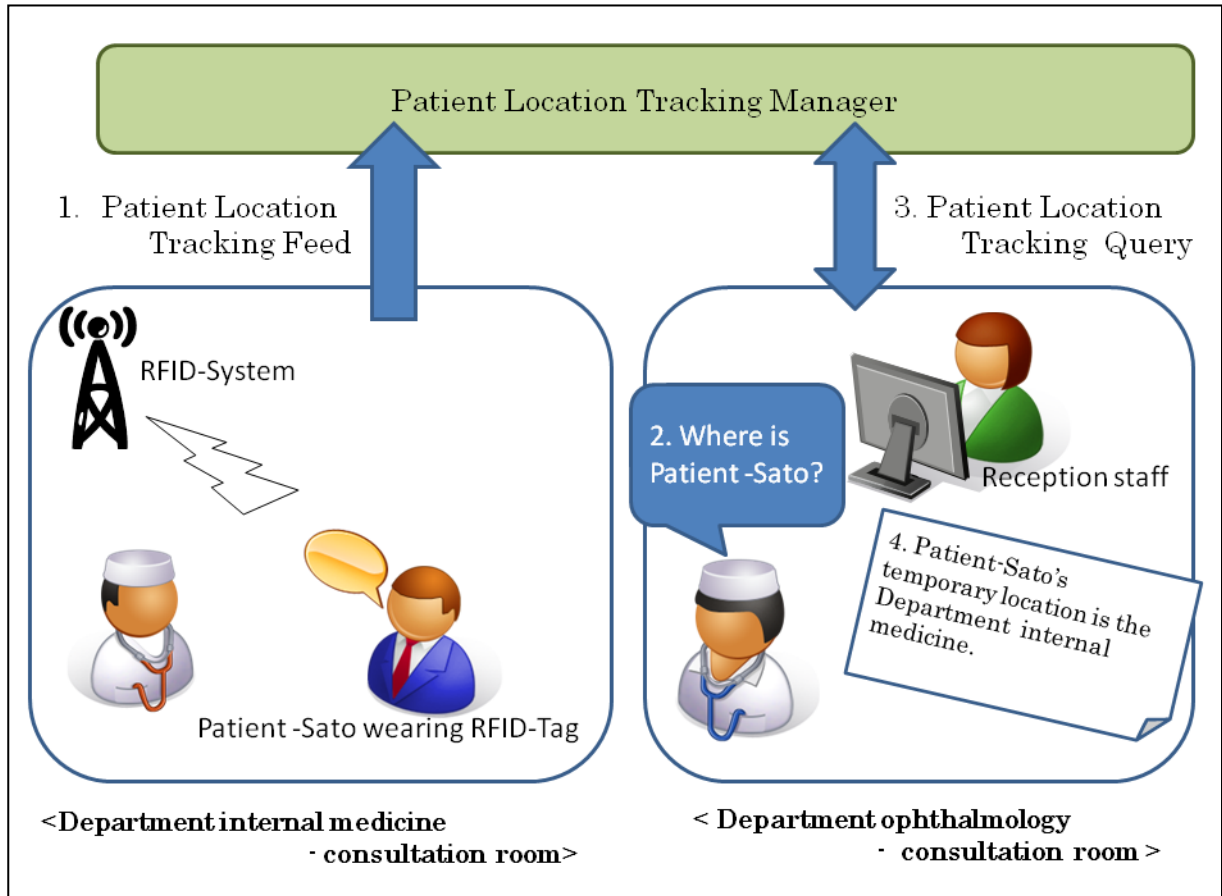 Patient Location Tracking Manager
1. Patient Location
Tracking Feed
3. Patient Location
Tracking Query
RFID-System
Patient -Sato wearing RFID-Tag
2. Where is
Patient -Sato?
Reception staff
4. Patient-Sato's
temporary location is the
Department internal
medicine.
<Department internal medicine
- consultation room>
< Department ophthalmology
- consultation room >